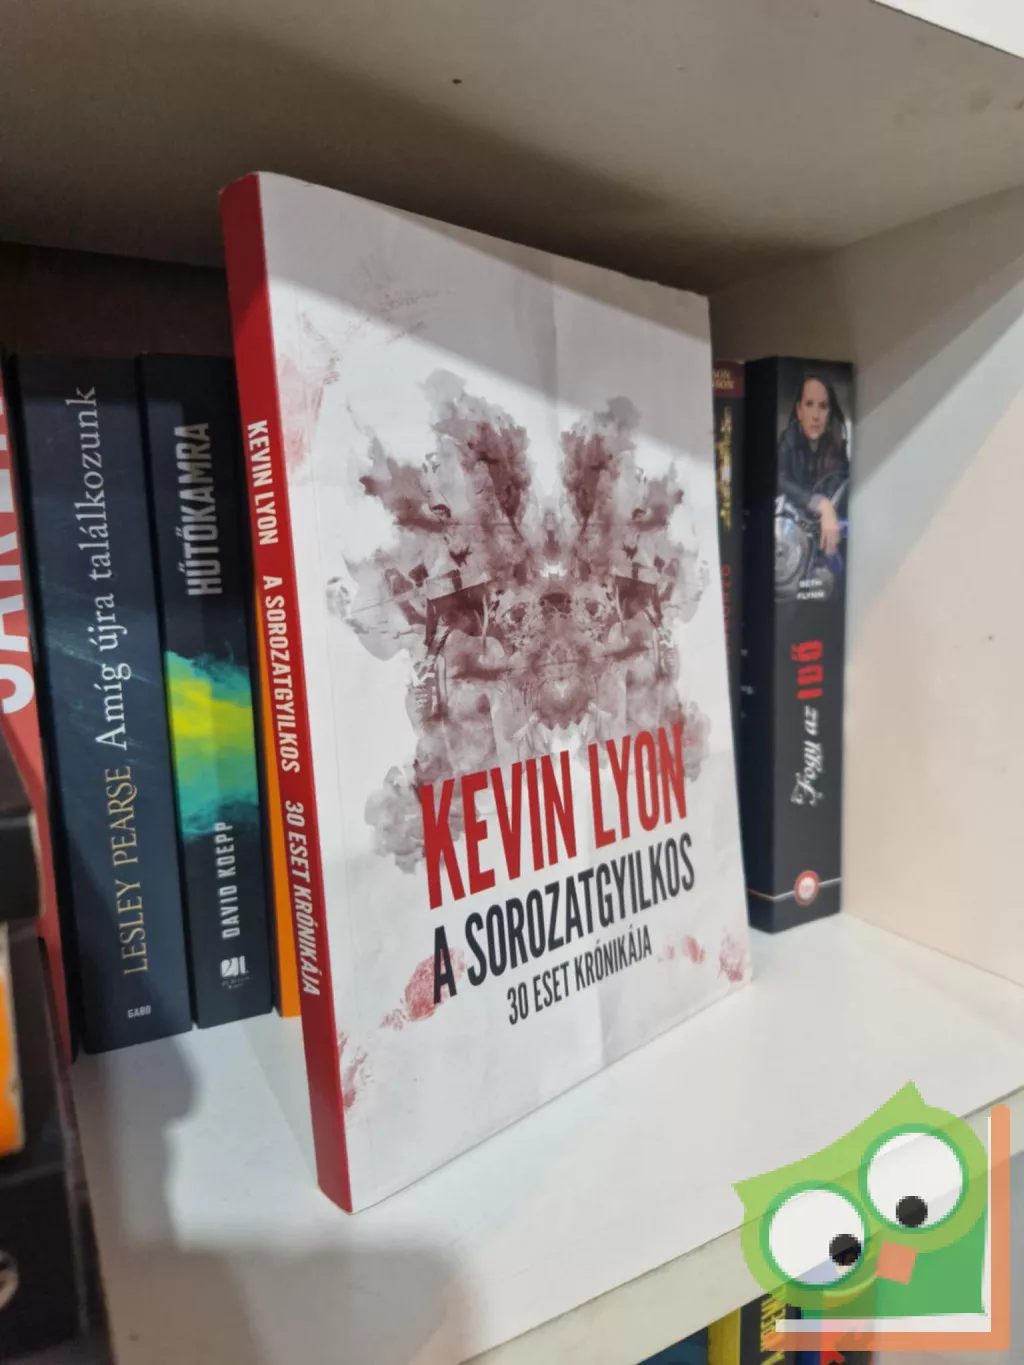 KEVIN LYON
A SOROZATGYILKOS
30 ESET KRÓNIKÁJA
KEVIN LYON A SOROZATGYILKOS 30 ESET KRÓNIKÁJA
LESLEY PEARSE Amíg újra találkozunk
GABO
DAVID KOEPP HŰTŐKAMRA
Fogy az IDŐ